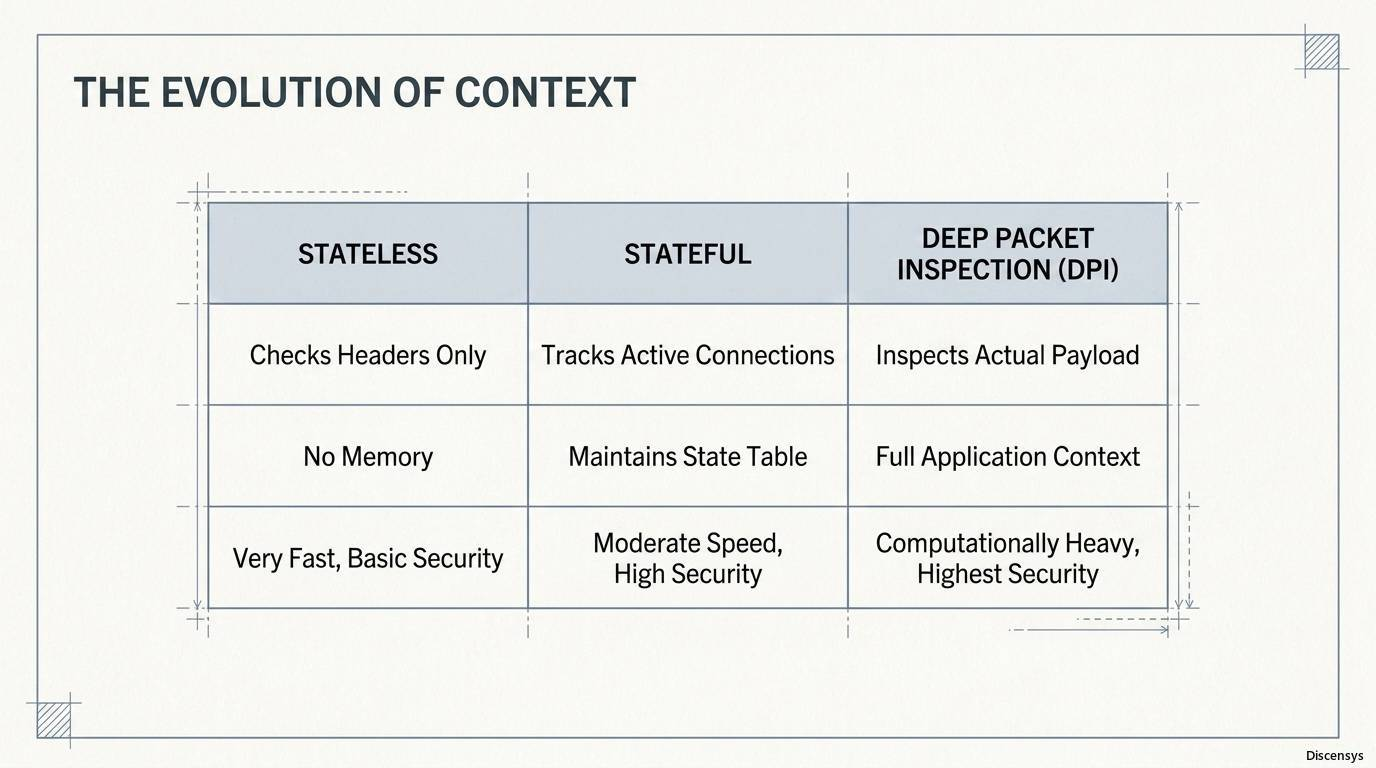 THE EVOLUTION OF CONTEXT
STATELESS
STATEFUL
DEEP PACKET
INSPECTION (DPI)
Checks Headers Only
Tracks Active Connections
Inspects Actual Payload
No Memory
Maintains State Table
Full Application Context
Very Fast, Basic Security
Moderate Speed,
High Security
Computationally Heavy,
Highest Security
Discensys